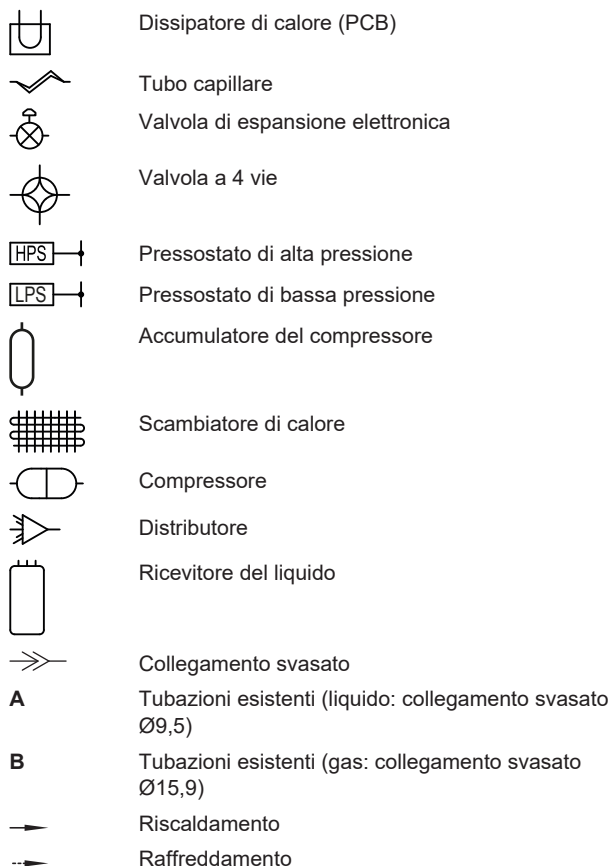 Dissipatore di calore (PCB)
Tubo capillare
Valvola di espansione elettronica
Valvola a 4 vie
HPS Pressostato di alta pressione
LPS Pressostato di bassa pressione
Accumulatore del compressore
Scambiatore di calore
Compressore
Distributore
Ricevitore del liquido
Collegamento svasato
A Tubazioni esistenti (liquido: collegamento svasato
Ø9,5)
B Tubazioni esistenti (gas: collegamento svasato
Ø15,9)
Riscaldamento
Raffreddamento